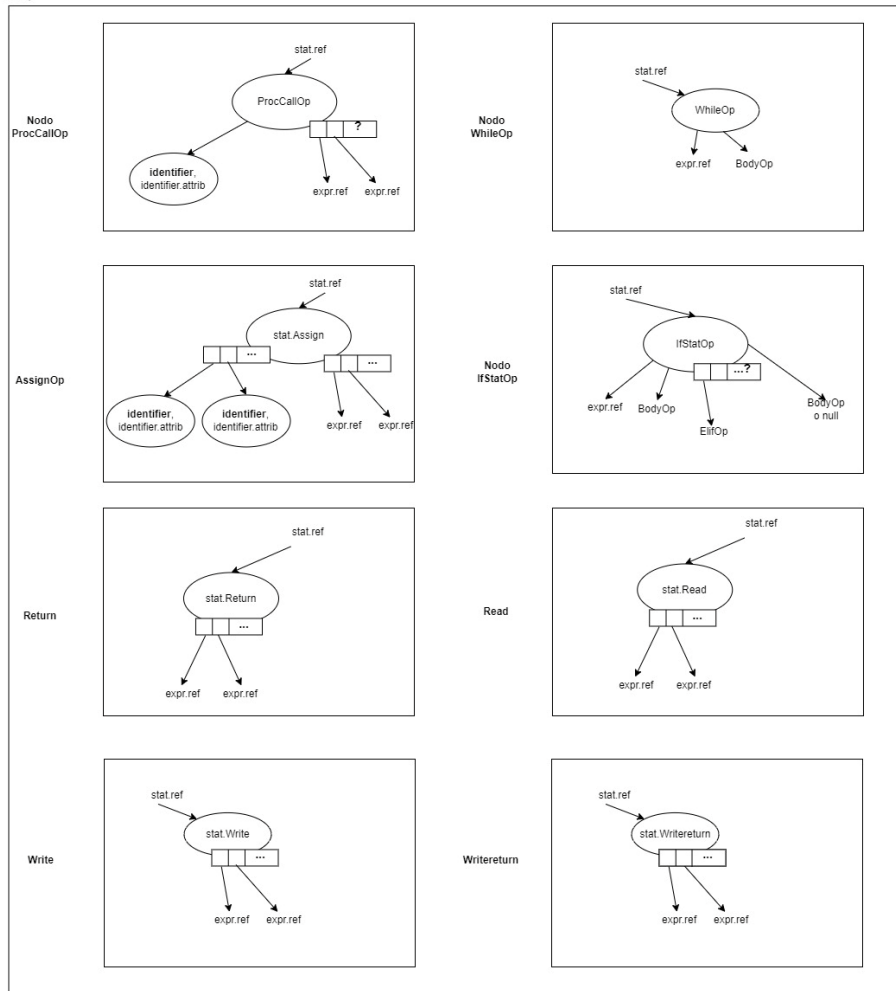 Nodo
ProcCallOp
stat.ref
ProcCallOp
?
identifier,
identifier.attrib
expr.ref
expr.ref
Nodo
WhileOp
stat.ref
WhileOp
expr.ref
BodyOp
AssignOp
stat.ref
stat.Assign
...
...
identifier,
identifier.attrib
identifier,
identifier.attrib
expr.ref
expr.ref
Nodo
IfStatOp
stat.ref
IfStatOp
...?
expr.ref
BodyOp
ElifOp
BodyOp
o null
Return
stat.ref
stat.Return
...
expr.ref
expr.ref
Read
stat.ref
stat.Read
...
expr.ref
expr.ref
Write
stat.ref
stat.Write
...
expr.ref
expr.ref
Writereturn
stat.ref
stat.Writereturn
...
expr.ref
expr.ref